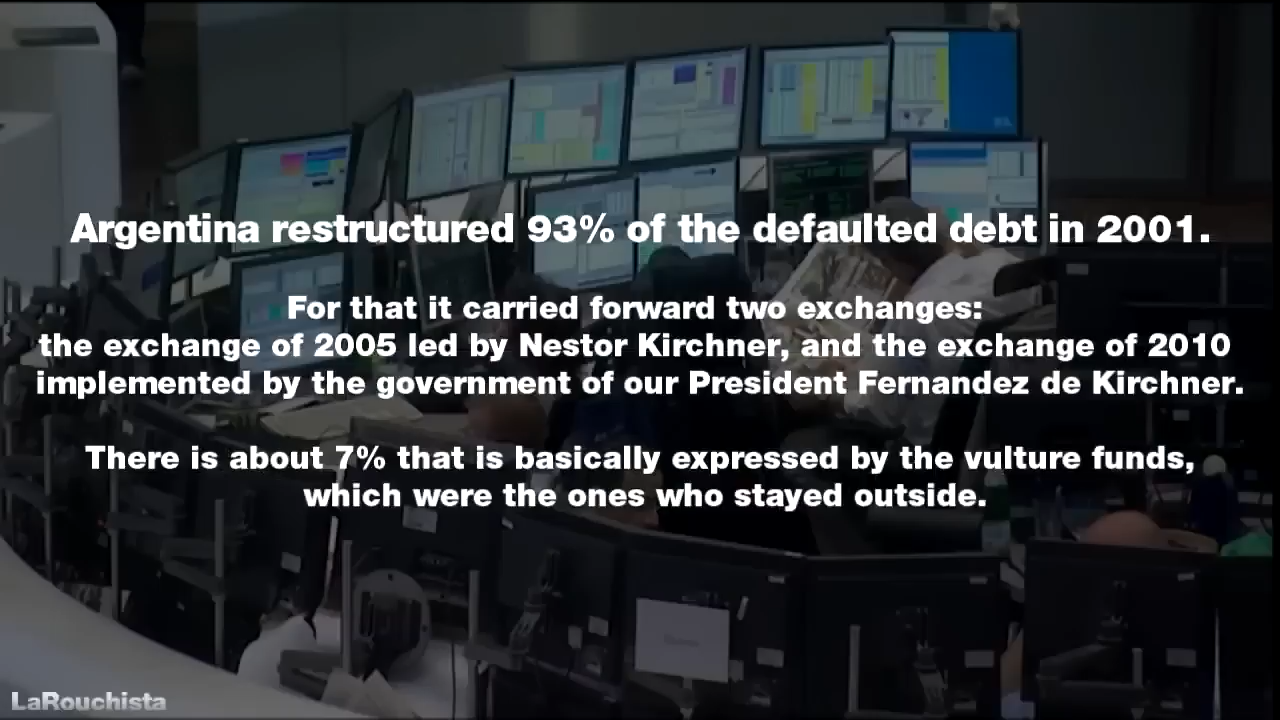 Argentina restructured 93% of the defaulted debt in 2001.
For that it carried forward two exchanges:
the exchange of 2005 led by Nestor Kirchner, and the exchange of 2010
implemented by the government of our President Fernandez de Kirchner.
There is about 7% that is basically expressed by the vulture funds,
which were the ones who stayed outside.
LaRouchista